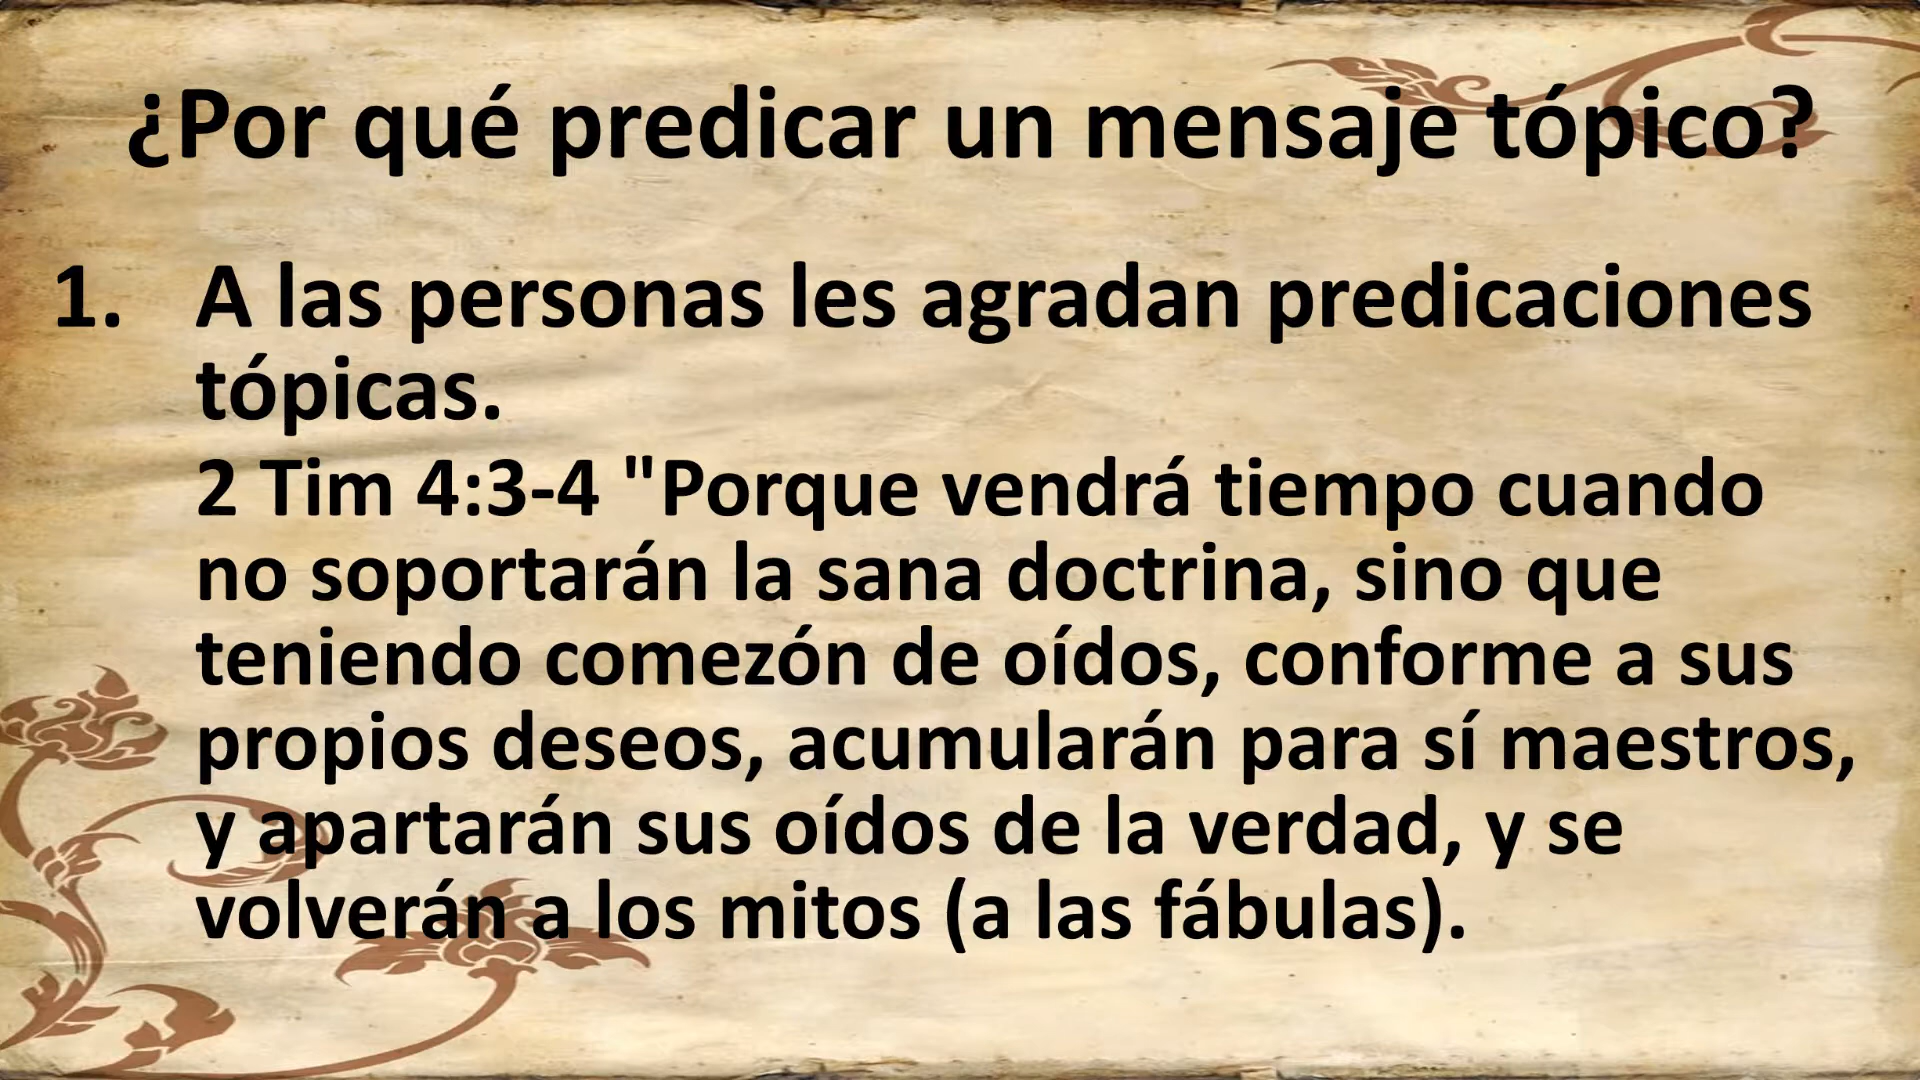 ¿Por qué predicar un mensaje tópico?
1. A las personas les agradan predicaciones
tópicas.
2 Tim 4:3-4 "Porque vendrá tiempo cuando
no soportarán la sana doctrina, sino que
teniendo comezón de oídos, conforme a sus
propios deseos, acumularán para sí maestros,
y apartarán sus oídos de la verdad, y se
volverán a los mitos (a las fábulas).